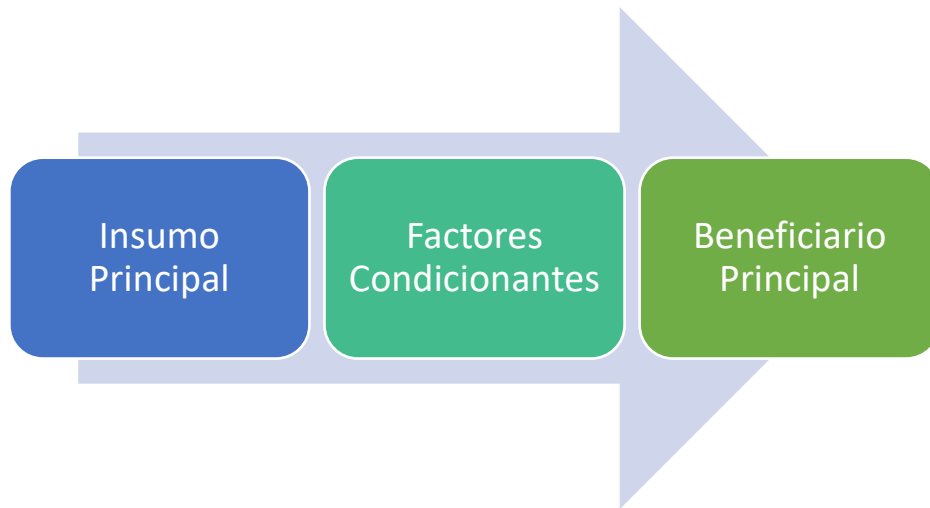 Insumo
Principal
Factores
Condicionantes
Beneficiario
Principal